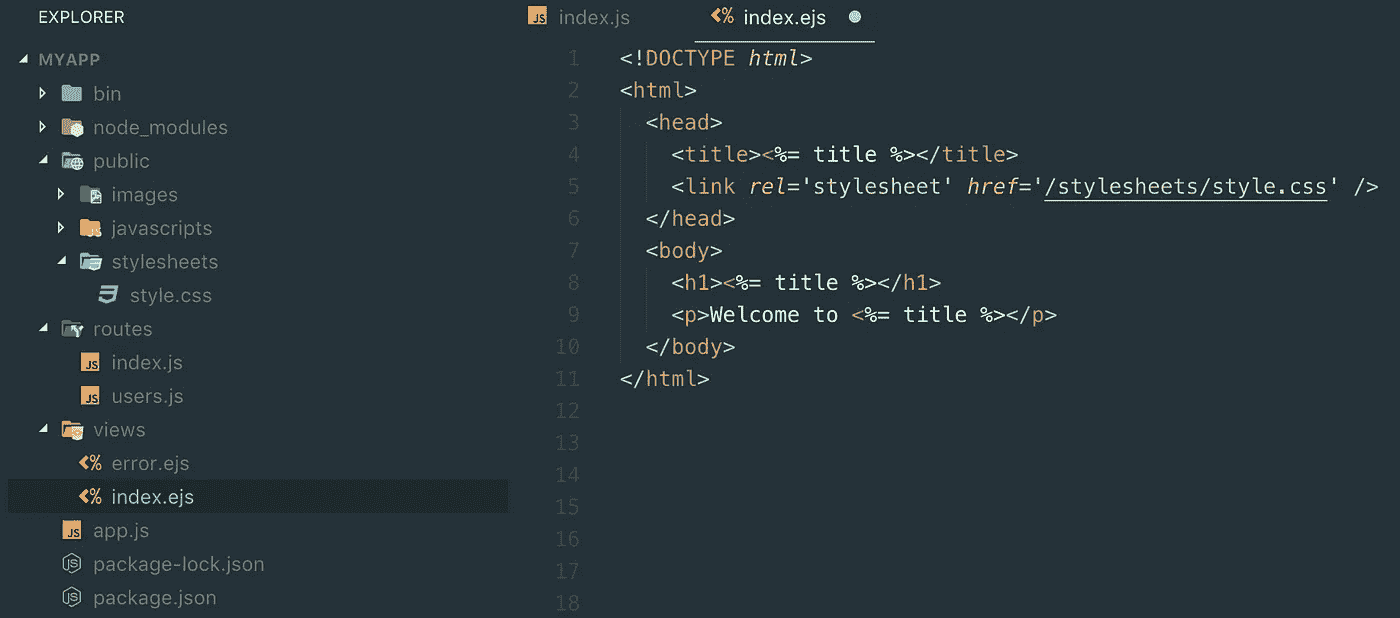 EXPLORER
MYAPP
bin
node_modules
public
images
javascripts
stylesheets
style.css
routes
index.js
users.js
views
error.ejs
index.ejs
app.js
package-lock.json
package.json
JS index.js <% index.ejs
1 <!DOCTYPE html>
2 <html>
3 <head>
4 <title><%= title %></title>
5 <link rel='stylesheet' href='/stylesheets/style.css' />
6 </head>
7 <body>
8 <h1><%= title %></h1>
9 <p>Welcome to <%= title %></p>
10 </body>
11 </html>
12
13
14
15
16
17
18